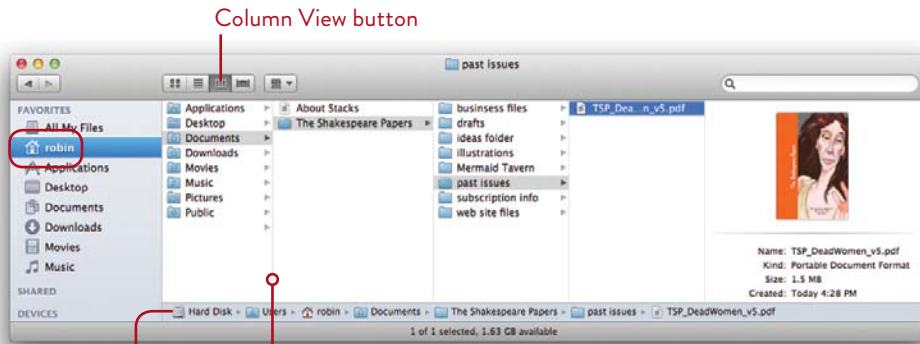 Column View button
past issues
FAVORITES
All My Files
robin
Applications
Desktop
Documents
Downloads
Movies
Music
SHARED
DEVICES
Applications
Desktop
Documents
Downloads
Movies
Music
Pictures
Public
About Stacks
The Shakespeare Papers
businsess files
drafts
ideas folder
illustrations
Mermaid Tavern
past issues
subscription info
web site files
TSP_Dea...n_v5.pdf
Name: TSP_DeadWomen_v5.pdf
Kind: Portable Document Format
Size: 1.5 MB
Created: Today 4:28 PM
Hard Disk ▸ Users ▸ robin ▸ Documents ▸ The Shakespeare Papers ▸ past issues ▸ TSP_DeadWomen_v5.pdf
1 of 1 selected, 1.63 GB available